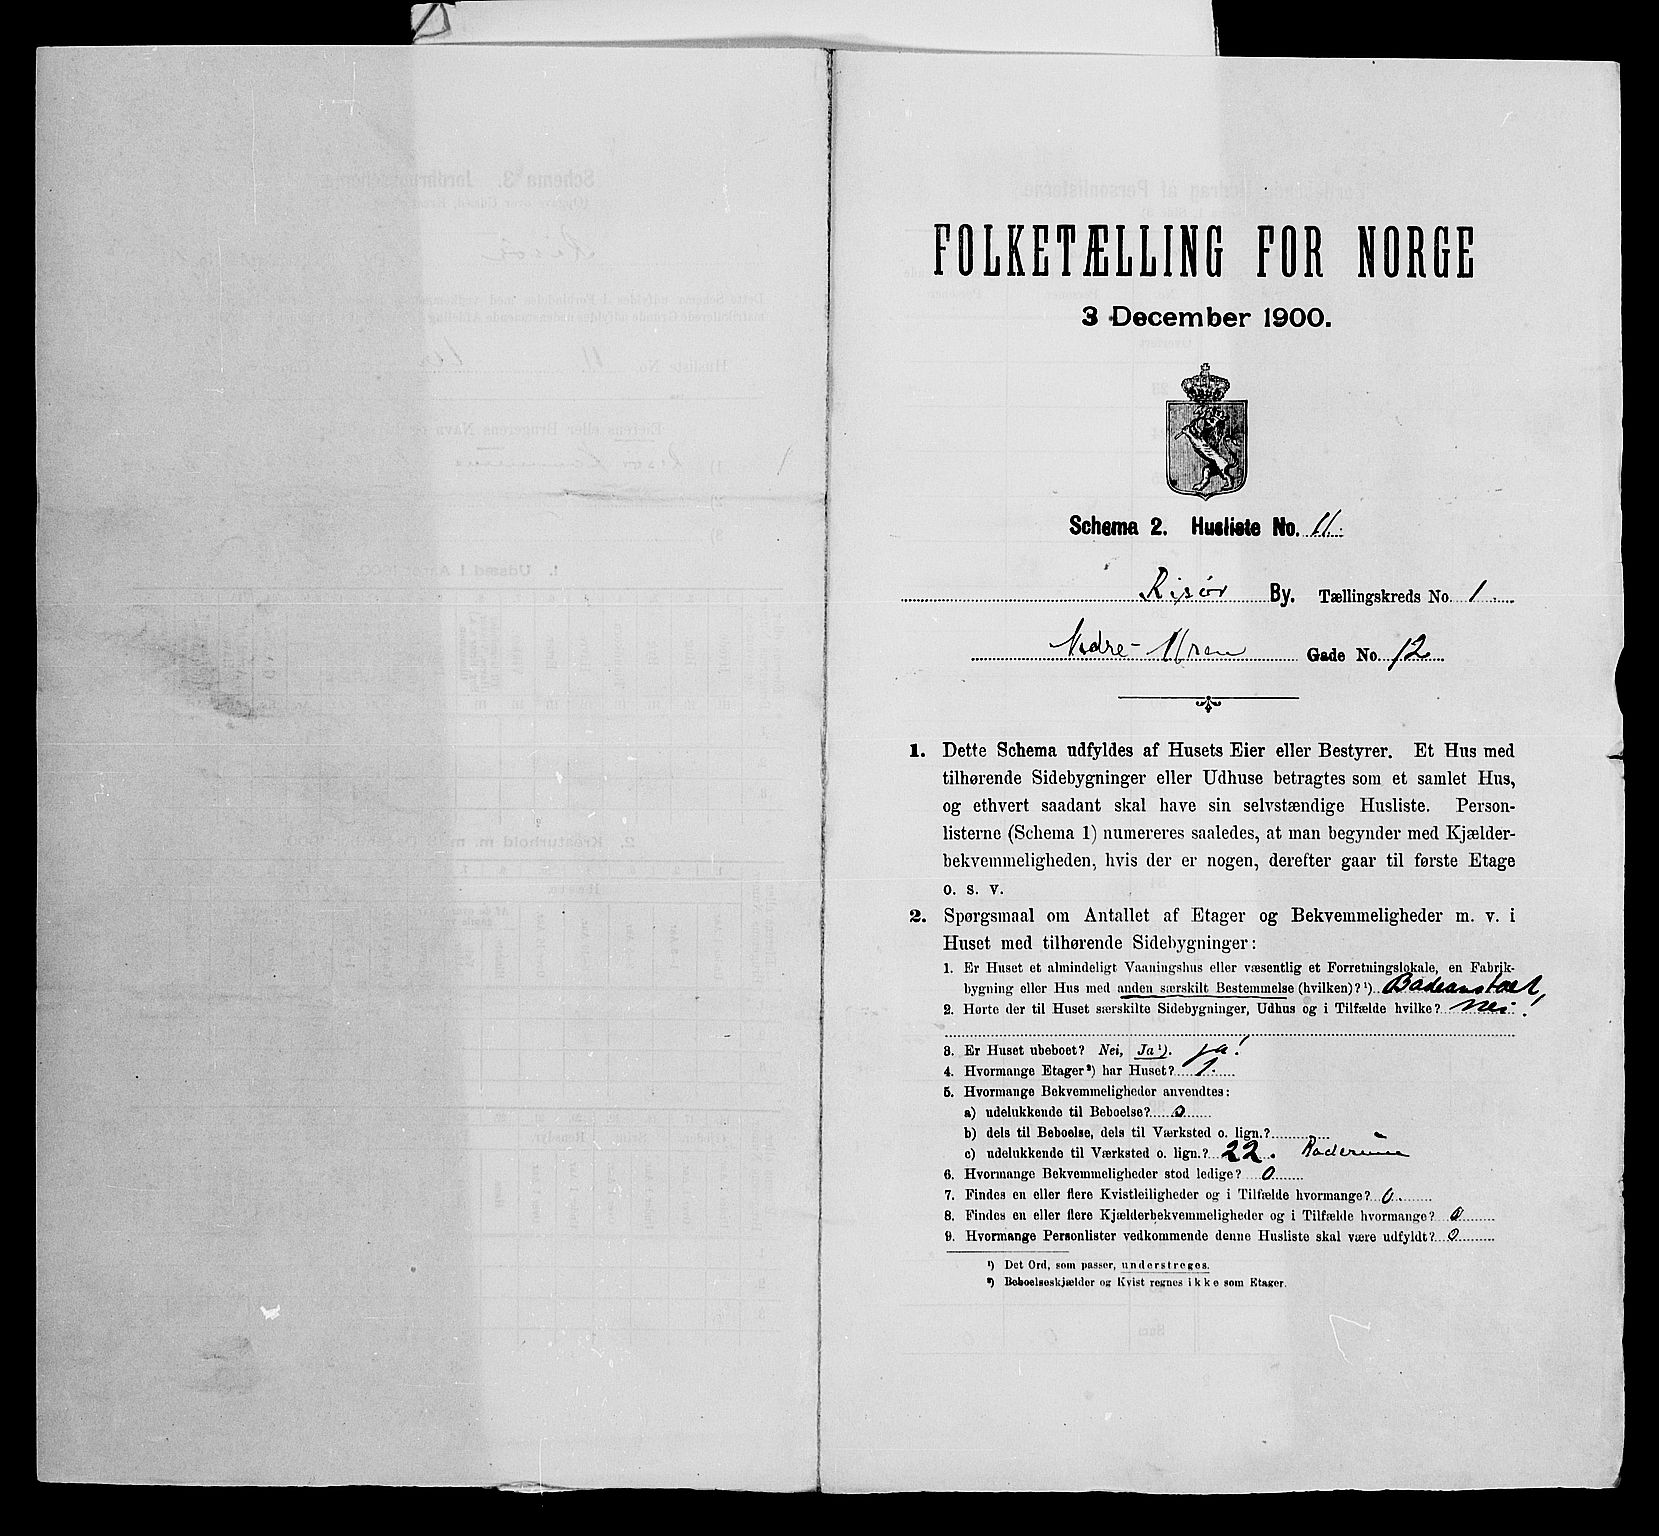 FOLKETÆLLING FOR NORGE
3 December 1900.
Schema 2. Husliste No. 11.
Risør By. Tællingskreds No. 1
Gade No. 12
1. Dette Schema udfyldes af Husets Eier eller Bestyrer. Et Hus med
tilhørende Sidebygninger eller Udhuse betragtes som et samlet Hus,
og ethvert saadant skal have sin selvstændige Husliste. Person-
listerne (Schema 1) numereres saaledes, at man begynder med Kjælder-
bekvemmeligheden, hvis der er nogen, derefter gaar til første Etage
o. s. v.
2. Spørgsmaal om Antallet af Etager og Bekvemmeligheder m. v. i
Huset med tilhørende Sidebygninger:
1. Er Huset et almindeligt Vaaningshus eller væsentlig et Forretningslokale, en Fabrik-
bygning eller Hus med anden særskilt Bestemmelse (hvilken)? ¹) Badeanstalt,
2. Hørte der til Huset særskilte Sidebygninger, Udhus og i Tilfælde hvilke? Nei!
3. Er Huset ubeboet? Nei, Ja ¹). ja!
4. Hvormange Etager ²) har Huset? 1.
5. Hvormange Bekvemmeligheder anvendtes:
a) udelukkende til Beboelse? 0
b) dels til Beboelse, dels til Værksted o. lign.?
c) udelukkende til Værksted o. lign.? 22. Baderum
6. Hvormange Bekvemmeligheder stod ledige? 0
7. Findes en eller flere Kvistleiligheder og i Tilfælde hvormange? 0.
8. Findes en eller flere Kjælderbekvemmeligheder og i Tilfælde hvormange? 0
9. Hvormange Personlister vedkommende denne Husliste skal være udfyldt? 0
¹) Det Ord, som passer, understreges.
²) Beboelseskjælder og Kvist regnes ikke som Etager.